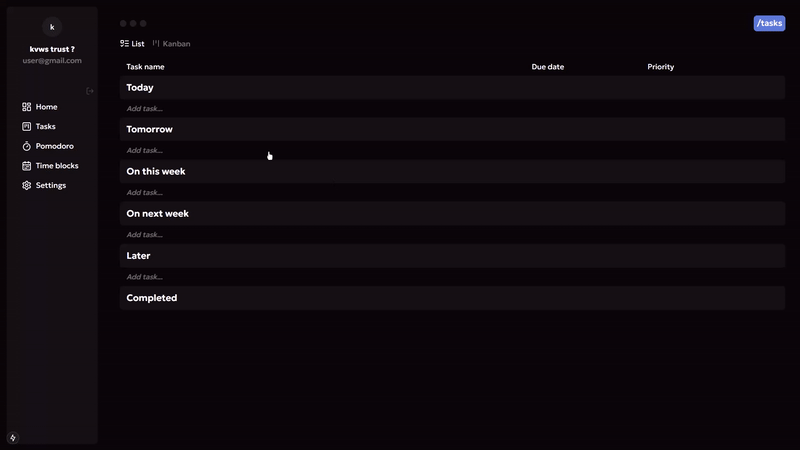 k
kvws trust ?
user@gmail.com
Home
Tasks
Pomodoro
Time blocks
Settings
/tasks
List
Kanban
Task name Due date Priority
Today
Add task...
Tomorrow
Add task...
On this week
Add task...
On next week
Add task...
Later
Add task...
Completed